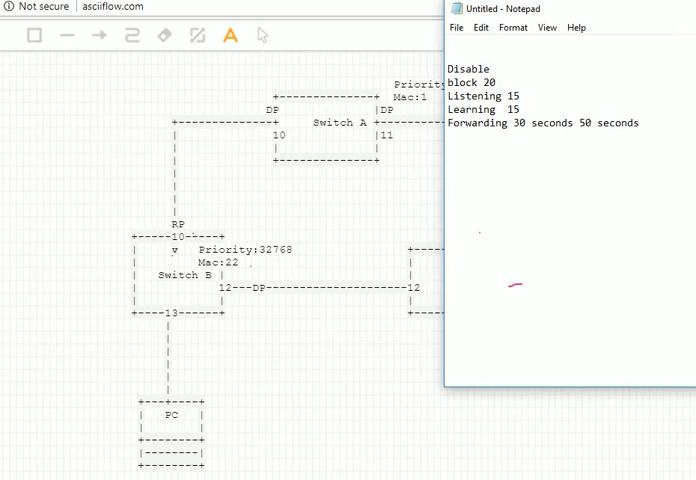 Not secure | asciiflow.com
A
Untitled - Notepad
File Edit Format View Help
Disable
block 20
Listening 15
Learning 15
Forwarding 30 seconds 50 seconds
Priority
Mac:1
DP
DP
Switch A
10
11
RP
10
v
Priority:32768
Mac:22
Switch B
12
DP
12
13
PC